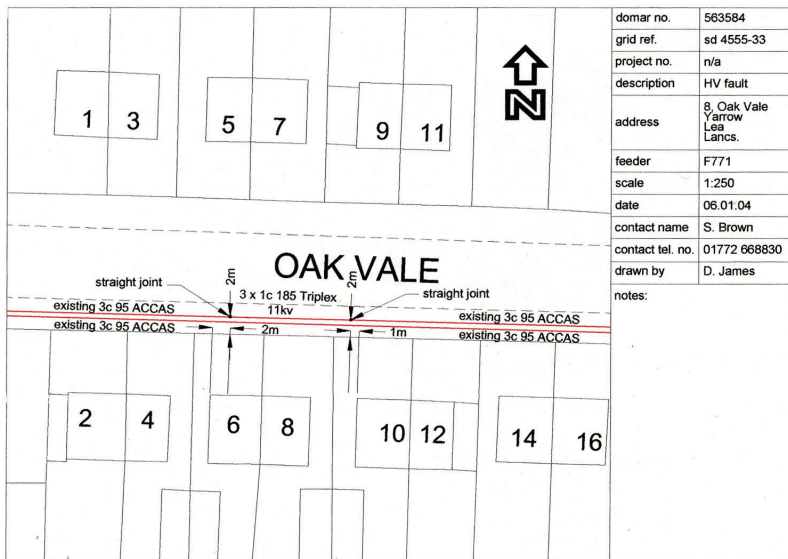 1 3
5 7
9 11
N
OAK VALE
2m
2m
straight joint
3 x 1c 185 Triplex
straight joint
existing 3c 95 ACCAS
11kv
existing 3c 95 ACCAS
existing 3c 95 ACCAS
2m
1m
existing 3c 95 ACCAS
2 4
6 8
10 12
14 16
domar no. 563584
grid ref. sd 4555-33
project no. n/a
description HV fault
address 8, Oak Vale
Yarrow
Lea
Lancs.
feeder F771
scale 1:250
date 06.01.04
contact name S. Brown
contact tel. no. 01772 668830
drawn by D. James
notes: